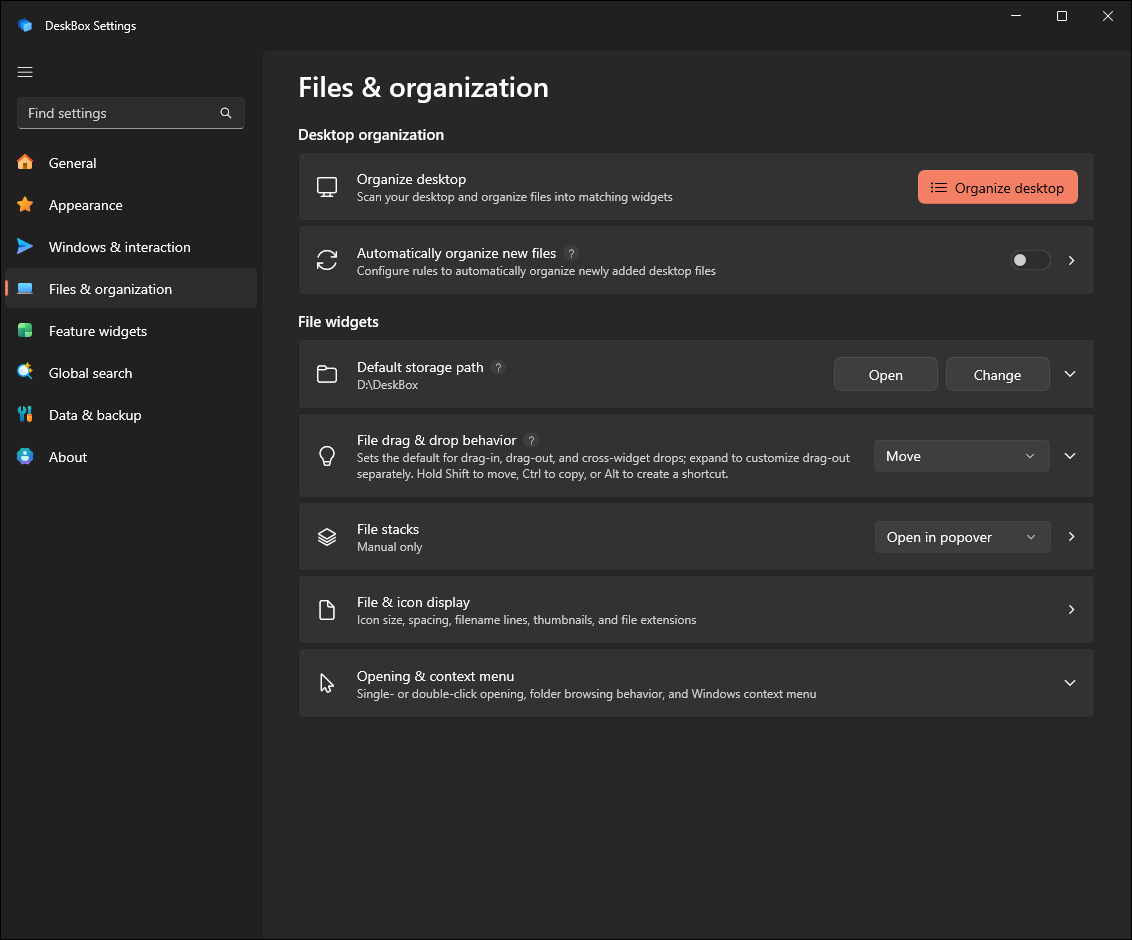 DeskBox Settings
Find settings
General
Appearance
Windows & interaction
Files & organization
Feature widgets
Global search
Data & backup
About
Files & organization
Desktop organization
Organize desktop
Scan your desktop and organize files into matching widgets
Organize desktop
Automatically organize new files ?
Configure rules to automatically organize newly added desktop files
File widgets
Default storage path ?
D:\DeskBox
Open
Change
File drag & drop behavior ?
Sets the default for drag-in, drag-out, and cross-widget drops; expand to customize drag-out
separately. Hold Shift to move, Ctrl to copy, or Alt to create a shortcut.
Move
File stacks
Manual only
Open in popover
File & icon display
Icon size, spacing, filename lines, thumbnails, and file extensions
Opening & context menu
Single- or double-click opening, folder browsing behavior, and Windows context menu